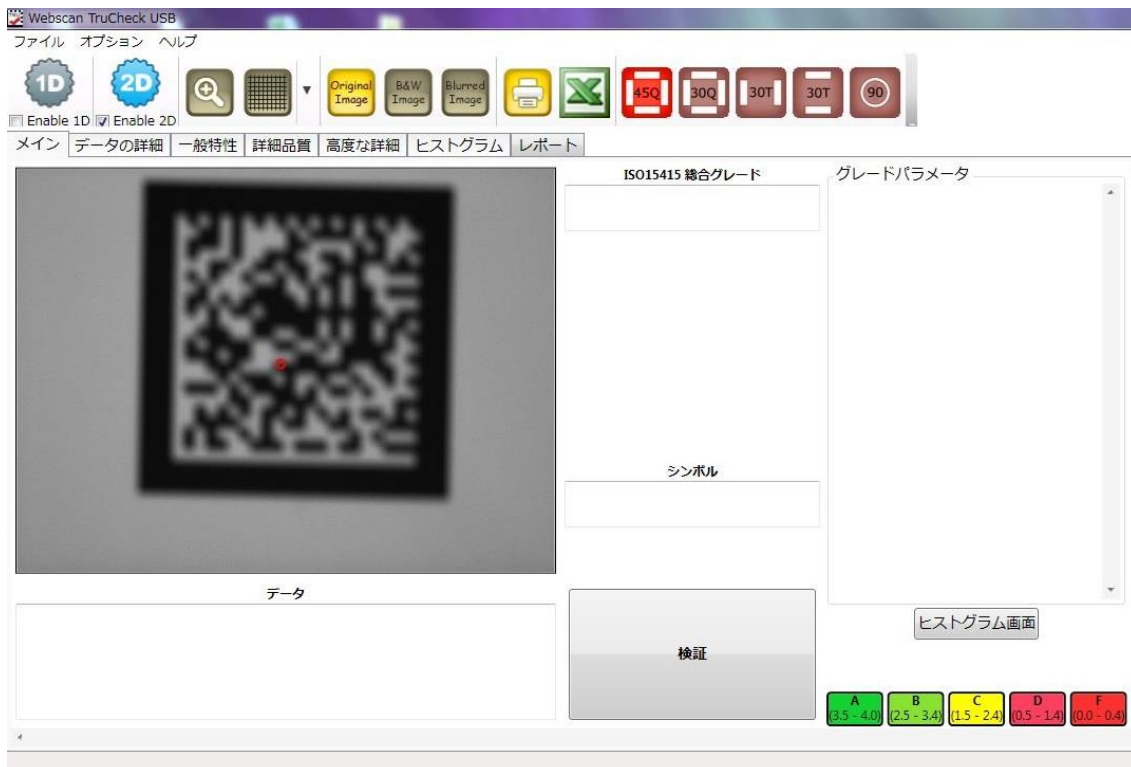 Webscan TruCheck USB
ファイル オプション ヘルプ
1D 2D Original Image B&W Image Blurred Image 45Q 30Q 30T 30T 90
Enable 1D Enable 2D
メイン データの詳細 一般特性 詳細品質 高度な詳細 ヒストグラム レポート
ISO15415 総合グレード
グレードパラメータ
シンボル
データ
検証
ヒストグラム画面
A B C D F
(3.5 - 4.0) (2.5 - 3.4) (1.5 - 2.4) (0.5 - 1.4) (0.0 - 0.4)